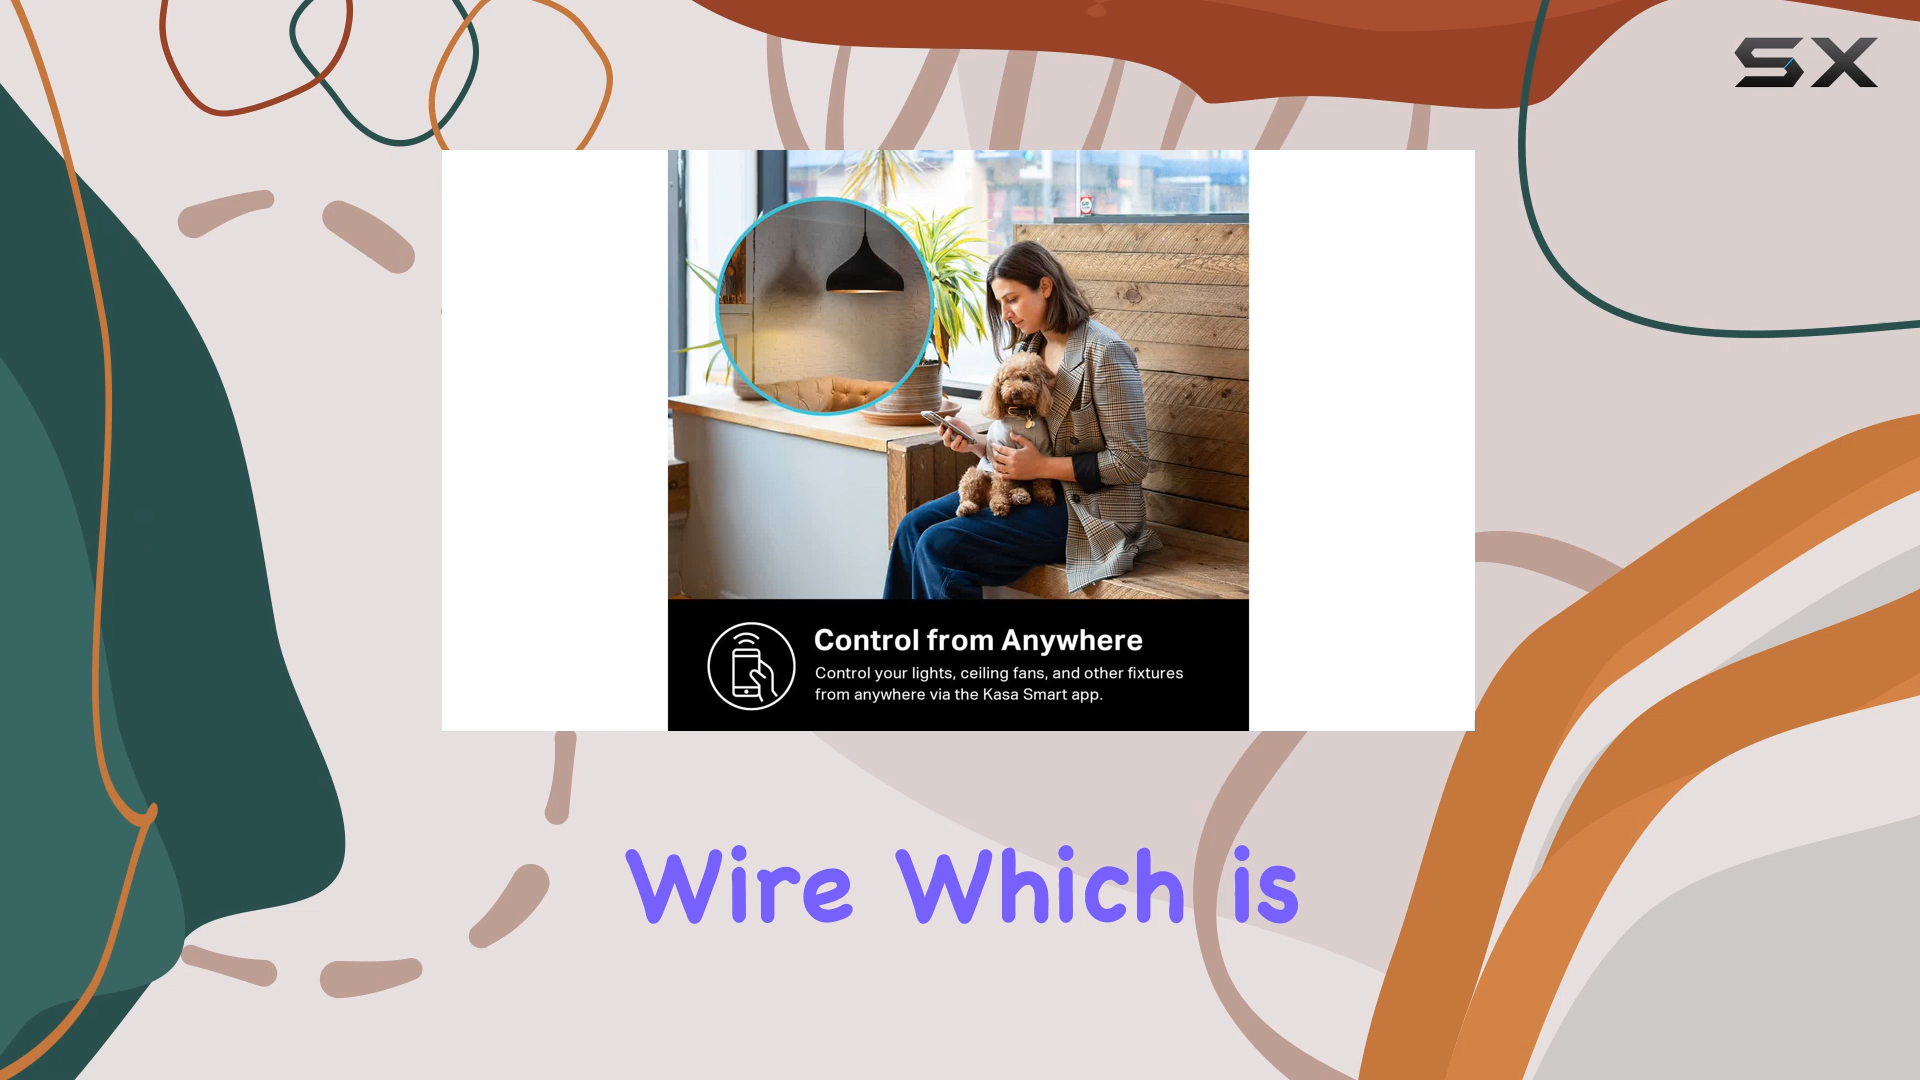 SX
Control from Anywhere
Control your lights, ceiling fans, and other fixtures
from anywhere via the Kasa Smart app.
Wire Which is